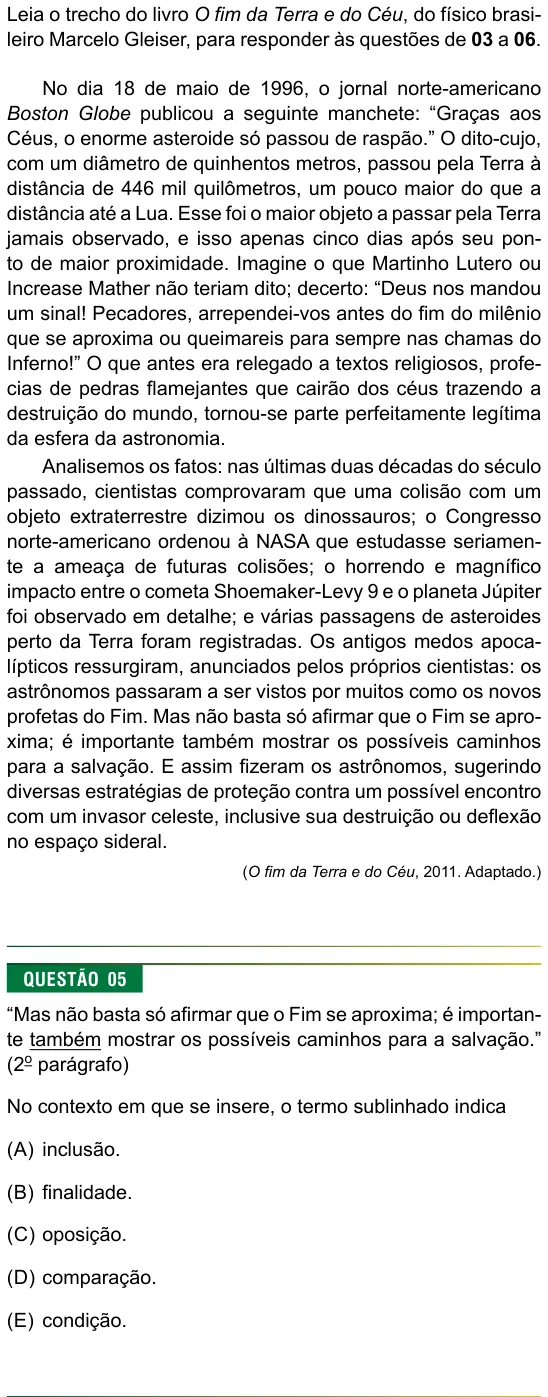 Leia o trecho do livro O fim da Terra e do Céu, do físico brasi-
leiro Marcelo Gleiser, para responder às questões de 03 a 06.
No dia 18 de maio de 1996, o jornal norte-americano
Boston Globe publicou a seguinte manchete: “Graças aos
Céus, o enorme asteroide só passou de raspão.” O dito-cujo,
com um diâmetro de quinhentos metros, passou pela Terra à
distância de 446 mil quilômetros, um pouco maior do que a
distância até a Lua. Esse foi o maior objeto a passar pela Terra
jamais observado, e isso apenas cinco dias após seu pon-
to de maior proximidade. Imagine o que Martinho Lutero ou
Increase Mather não teriam dito; decerto: “Deus nos mandou
um sinal! Pecadores, arrependei-vos antes do fim do milênio
que se aproxima ou queimareis para sempre nas chamas do
Inferno!” O que antes era relegado a textos religiosos, profe-
cias de pedras flamejantes que cairão dos céus trazendo a
destruição do mundo, tornou-se parte perfeitamente legítima
da esfera da astronomia.
Analisemos os fatos: nas últimas duas décadas do século
passado, cientistas comprovaram que uma colisão com um
objeto extraterrestre dizimou os dinossauros; o Congresso
norte-americano ordenou à NASA que estudasse seriamen-
te a ameaça de futuras colisões; o horrendo e magnífico
impacto entre o cometa Shoemaker-Levy 9 e o planeta Júpiter
foi observado em detalhe; e várias passagens de asteroides
perto da Terra foram registradas. Os antigos medos apoca-
lípticos ressurgiram, anunciados pelos próprios cientistas: os
astrônomos passaram a ser vistos por muitos como os novos
profetas do Fim. Mas não basta só afirmar que o Fim se apro-
xima; é importante também mostrar os possíveis caminhos
para a salvação. E assim fizeram os astrônomos, sugerindo
diversas estratégias de proteção contra um possível encontro
com um invasor celeste, inclusive sua destruição ou deflexão
no espaço sideral.
(O fim da Terra e do Céu, 2011. Adaptado.)
QUESTÃO 05
“Mas não basta só afirmar que o Fim se aproxima; é importan-
te também mostrar os possíveis caminhos para a salvação.”
(2º parágrafo)
No contexto em que se insere, o termo sublinhado indica
(A) inclusão.
(B) finalidade.
(C) oposição.
(D) comparação.
(E) condição.